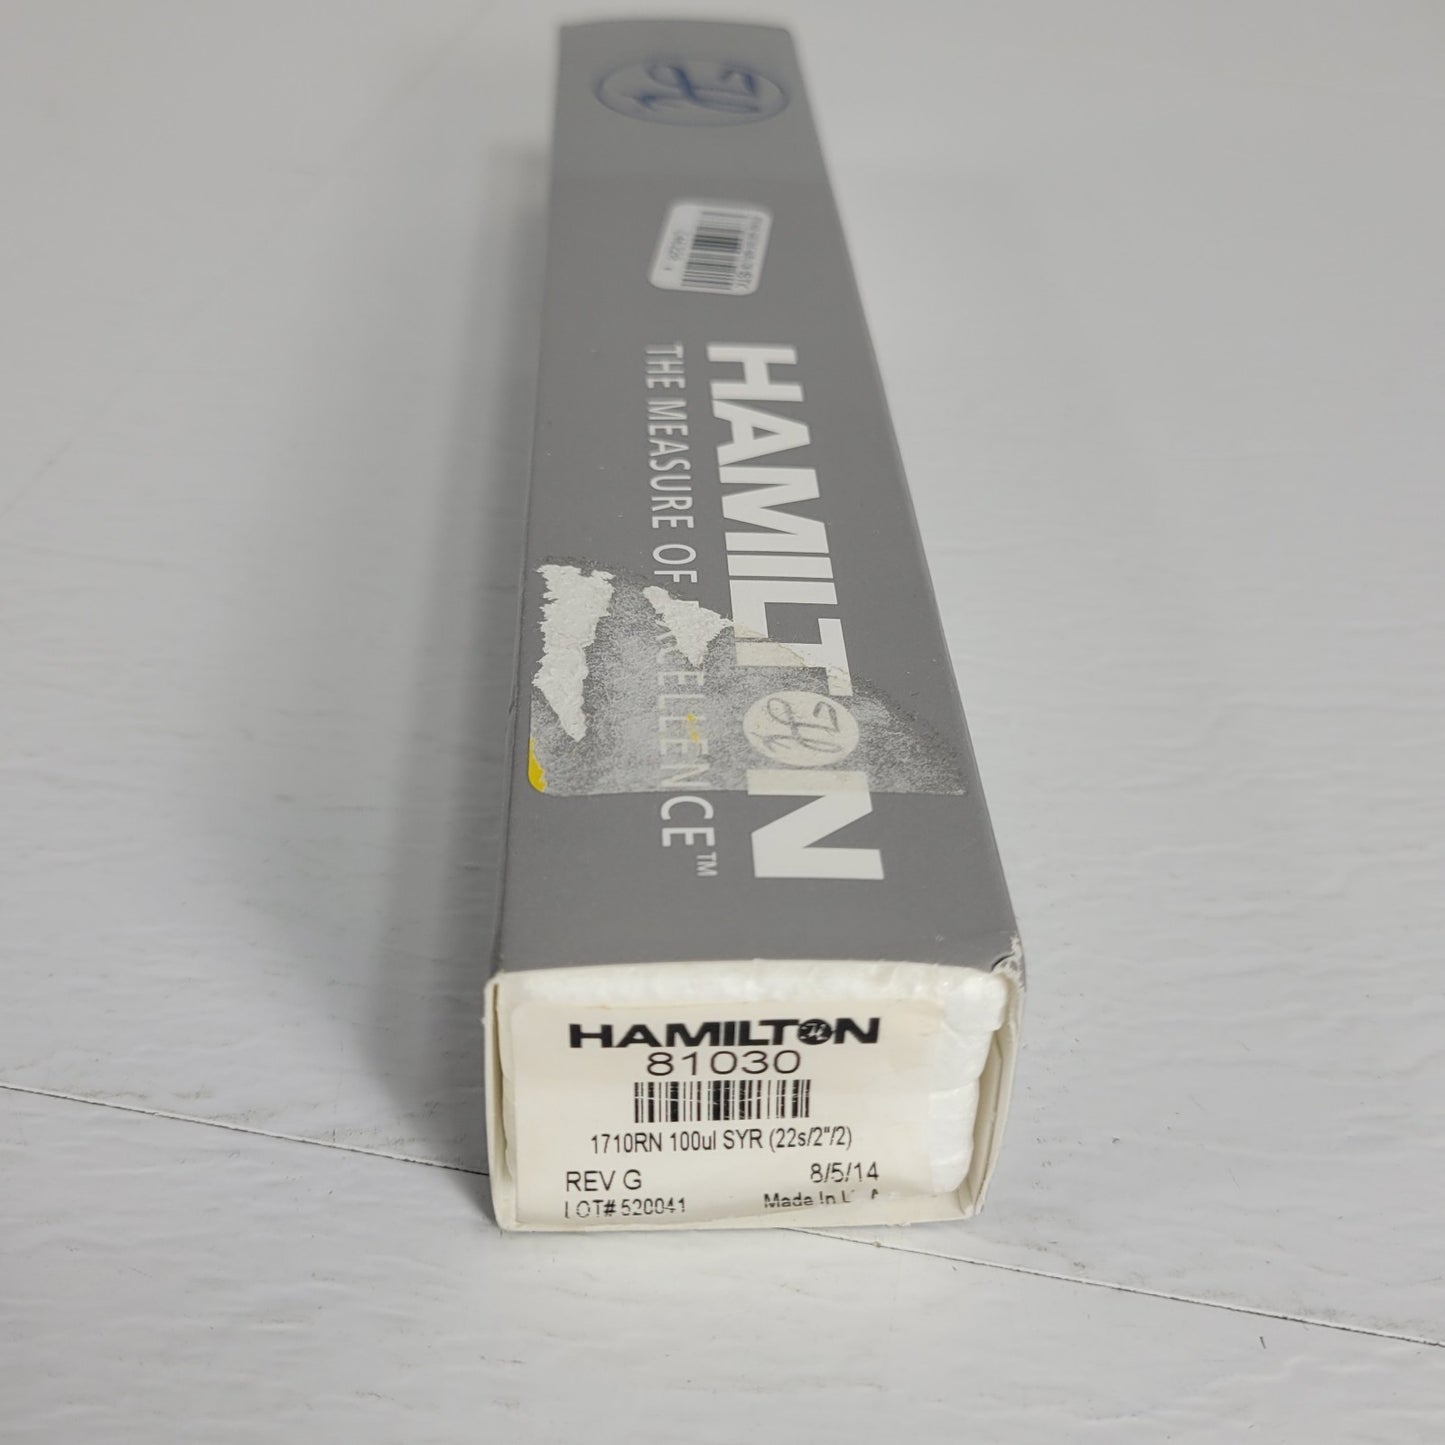 HAMILTON
THE MEASURE OF EXCELLENCE™
HAMILTON
81030
1710RN 100ul SYR (22s/2"/2)
REV G 8/5/14
LOT# 520041 Made In